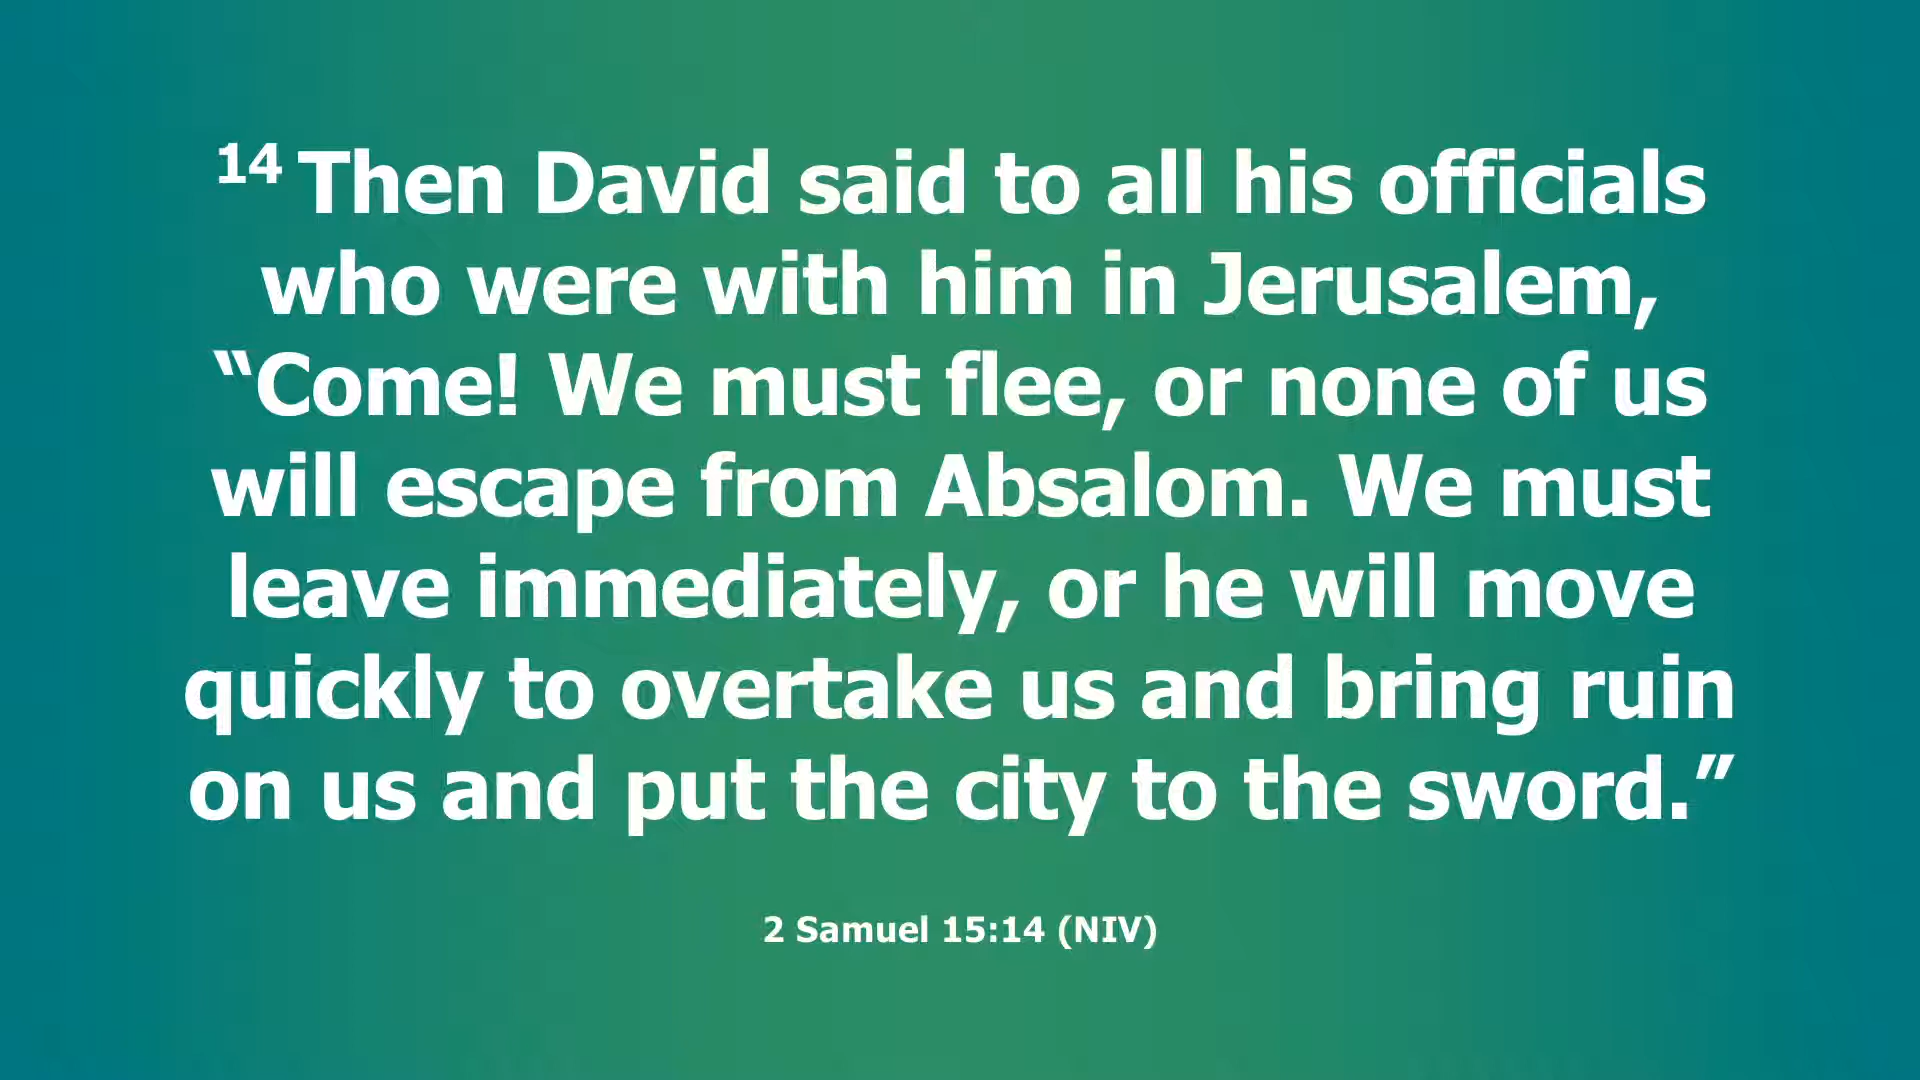 14 Then David said to all his officials
who were with him in Jerusalem,
“Come! We must flee, or none of us
will escape from Absalom. We must
leave immediately, or he will move
quickly to overtake us and bring ruin
on us and put the city to the sword.”
2 Samuel 15:14 (NIV)